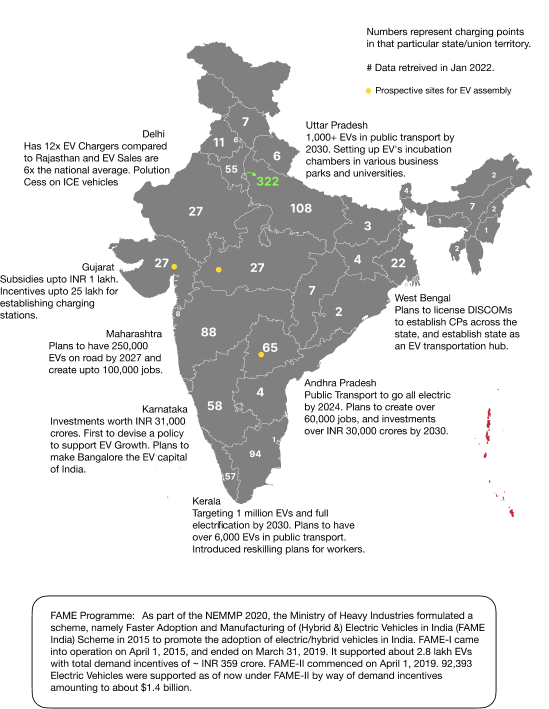 Numbers represent charging points
in that particular state/union territory.
# Data retreived in Jan 2022.
Prospective sites for EV assembly
Delhi
Has 12x EV Chargers compared
to Rajasthan and EV Sales are
6x the national average. Polution
Cess on ICE vehicles
Uttar Pradesh
1,000+ EVs in public transport by
2030. Setting up EV's incubation
chambers in various business
parks and universities.
7
11
6
6
55
322
27
108
3
4
2
7
2
1
1
2
27
27
4
22
7
2
8
88
65
58
4
1
94
57
Gujarat
Subsidies upto INR 1 lakh.
Incentives upto 25 lakh for
establishing charging
stations.
West Bengal
Plans to license DISCOMs
to establish CPs across the
state, and establish state as
an EV transportation hub.
Maharashtra
Plans to have 250,000
EVs on road by 2027 and
create upto 100,000 jobs.
Andhra Pradesh
Public Transport to go all electric
by 2024. Plans to create over
60,000 jobs, and investments
over INR 30,000 crores by 2030.
Karnataka
Investments worth INR 31,000
crores. First to devise a policy
to support EV Growth. Plans to
make Bangalore the EV capital
of India.
Kerala
Targeting 1 million EVs and full
electrification by 2030. Plans to have
over 6,000 EVs in public transport.
Introduced reskilling plans for workers.
FAME Programme: As part of the NEMMP 2020, the Ministry of Heavy Industries formulated a
scheme, namely Faster Adoption and Manufacturing of (Hybrid &) Electric Vehicles in India (FAME
India) Scheme in 2015 to promote the adoption of electric/hybrid vehicles in India. FAME-I came
into operation on April 1, 2015, and ended on March 31, 2019. It supported about 2.8 lakh EVs
with total demand incentives of ~ INR 359 crore. FAME-II commenced on April 1, 2019. 92,393
Electric Vehicles were supported as of now under FAME-II by way of demand incentives
amounting to about $1.4 billion.